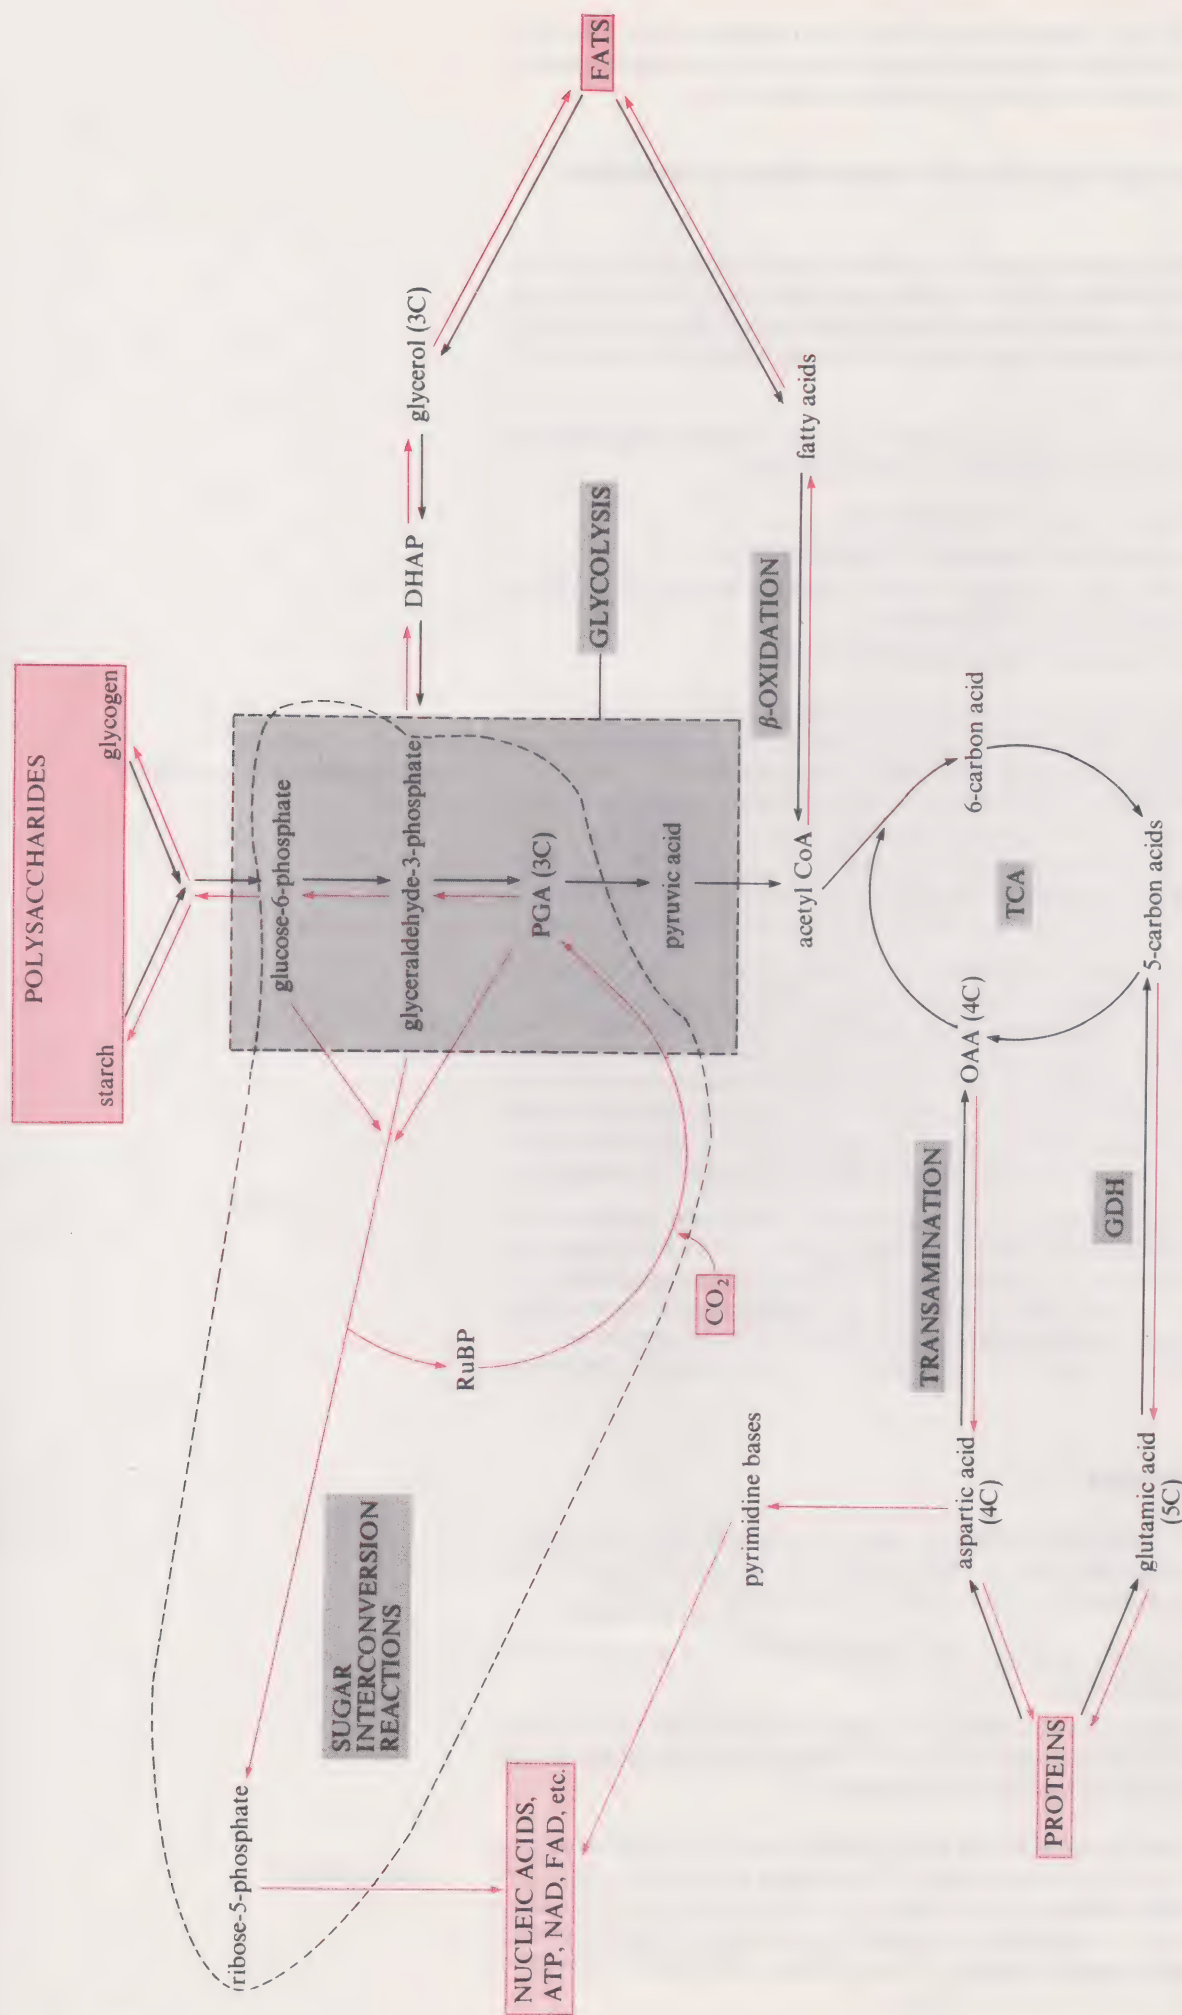 POLYSACCHARIDES
starch
glycogen
ribose-5-phosphate
glucose-6-phosphate
glyceraldehyde-3-phosphate
DHAP
glycerol (3C)
FATS
SUGAR
INTERCONVERSION
REACTIONS
RuBP
PGA (3C)
GLYCOLYSIS
NUCLEIC ACIDS,
ATP, NAD, FAD, etc.
CO₂
pyruvic acid
pyrimidine bases
β-OXIDATION
acetyl CoA
fatty acids
TRANSAMINATION
aspartic acid
(4C)
OAA (4C)
6-carbon acid
TCA
PROTEINS
GDH
glutamic acid
(5C)
5-carbon acids